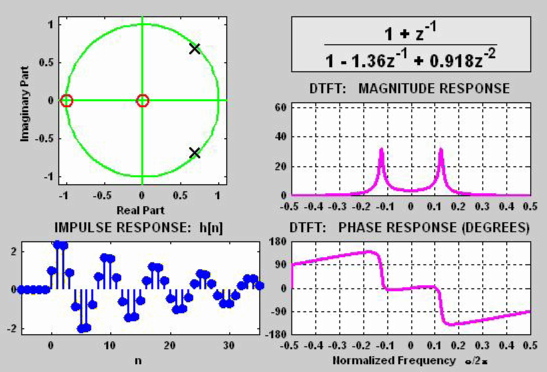 1 + z^-1
1 - 1.36z^-1 + 0.918z^-2
Imaginary Part
1
0.5
0
-0.5
-1
-1 -0.5 0 0.5 1
Real Part
DTFT: MAGNITUDE RESPONSE
60
40
20
0
-0.5 -0.4 -0.3 -0.2 -0.1 0 0.1 0.2 0.3 0.4 0.5
IMPULSE RESPONSE: h[n]
2
0
-2
0 10 20 30
n
DTFT: PHASE RESPONSE (DEGREES)
180
90
0
-90
-180
-0.5 -0.4 -0.3 -0.2 -0.1 0 0.1 0.2 0.3 0.4 0.5
Normalized Frequency